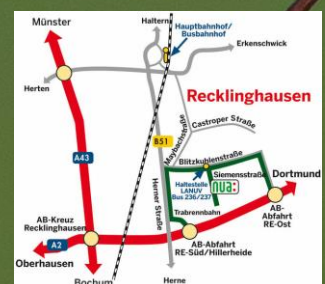 Münster
Haltern
Hauptbahnhof/
Busbahnhof
Erkenschwick
Herten
Recklinghausen
Castroper Straße
Maybachstraße
B51
A43
Blitzkuhlenstraße
Haltestelle
LANUV
Bus 236/237
Siemensstraße
nua:
Dortmund
Herner Straße
Trabrennbahn
AB-
Abfahrt
RE-Ost
AB-Kreuz
Recklinghausen
A2
Oberhausen
AB-Abfahrt
RE-Süd/Hillerheide
Bochum
Herne